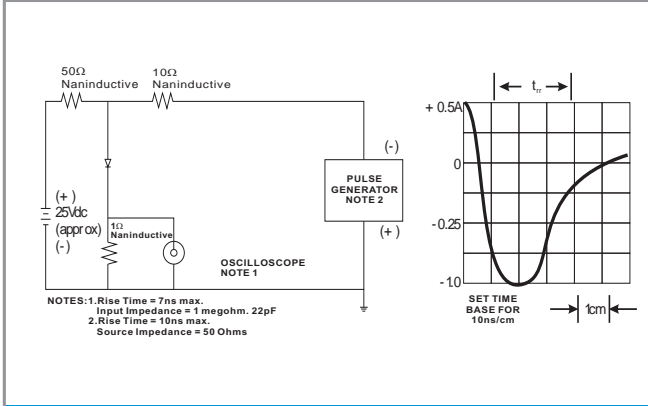 50Ω
Naninductive
10Ω
Naninductive
(+)
25Vdc
(approx)
(-)
1Ω
Naninductive
OSCILLOSCOPE
NOTE 1
(-)
PULSE
GENERATOR
NOTE 2
(+)
NOTES:1.Rise Time = 7ns max.
Input Impedance = 1 megohm. 22pF
2.Rise Time = 10ns max.
Source Impedance = 50 Ohms
trr
+ 0.5A
0
-0.25
-1.0
SET TIME
BASE FOR
10ns/cm
1cm